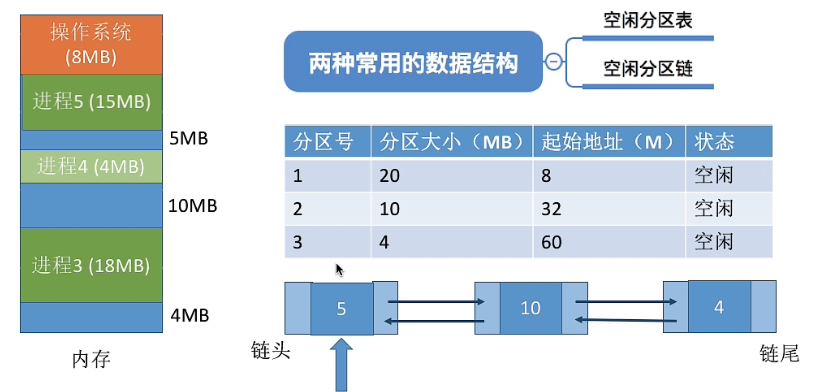 操作系统
(8MB)
进程5 (15MB)
5MB
进程4 (4MB)
10MB
进程3 (18MB)
4MB
内存
两种常用的数据结构
空闲分区表
空闲分区链
分区号 分区大小（MB） 起始地址（M） 状态
1 20 8 空闲
2 10 32 空闲
3 4 60 空闲
5 10 4
链头 链尾